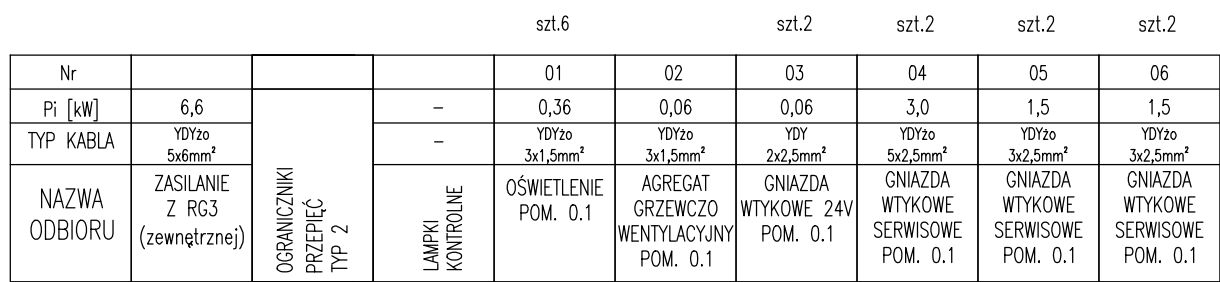 szt.6 szt.2 szt.2 szt.2 szt.2
Nr 01 02 03 04 05 06
Pi [kW] 6,6 – 0,36 0,06 0,06 3,0 1,5 1,5
TYP KABLA – 
YDYżo
5x6mm²
YDYżo
3x1,5mm²
YDYżo
3x1,5mm²
YDY
2x2,5mm²
YDYżo
5x2,5mm²
YDYżo
3x2,5mm²
YDYżo
3x2,5mm²
NAZWA
ODBIORU
ZASILANIE
Z RG3
(zewnętrznej)
OGRANICZNIKI
PRZEPIĘĆ
TYP 2
LAMPKI
KONTROLNE
OŚWIETLENIE
POM. 0.1
AGREGAT
GRZEWCZO
WENTYLACYJNY
POM. 0.1
GNIAZDA
WTYKOWE 24V
POM. 0.1
GNIAZDA
WTYKOWE
SERWISOWE
POM. 0.1
GNIAZDA
WTYKOWE
SERWISOWE
POM. 0.1
GNIAZDA
WTYKOWE
SERWISOWE
POM. 0.1